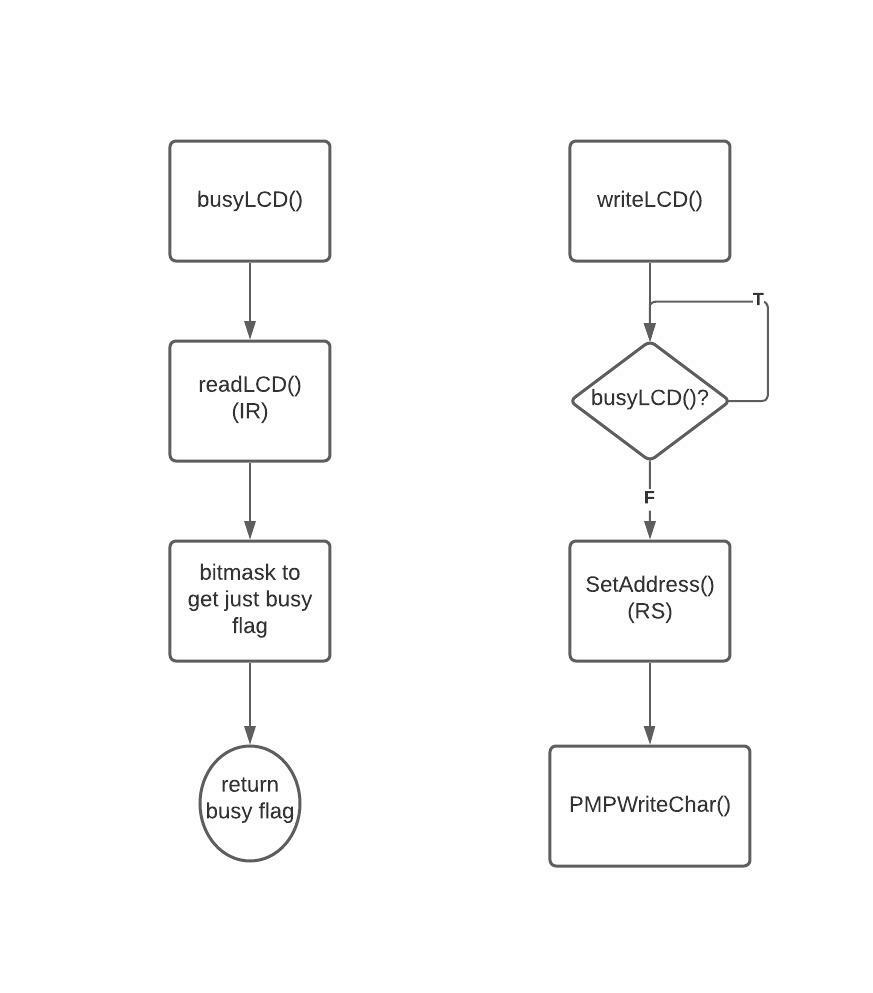 busyLCD()
readLCD()
(IR)
bitmask to
get just busy
flag
return
busy flag
writeLCD()
T
busyLCD()?
F
SetAddress()
(RS)
PMPWriteChar()